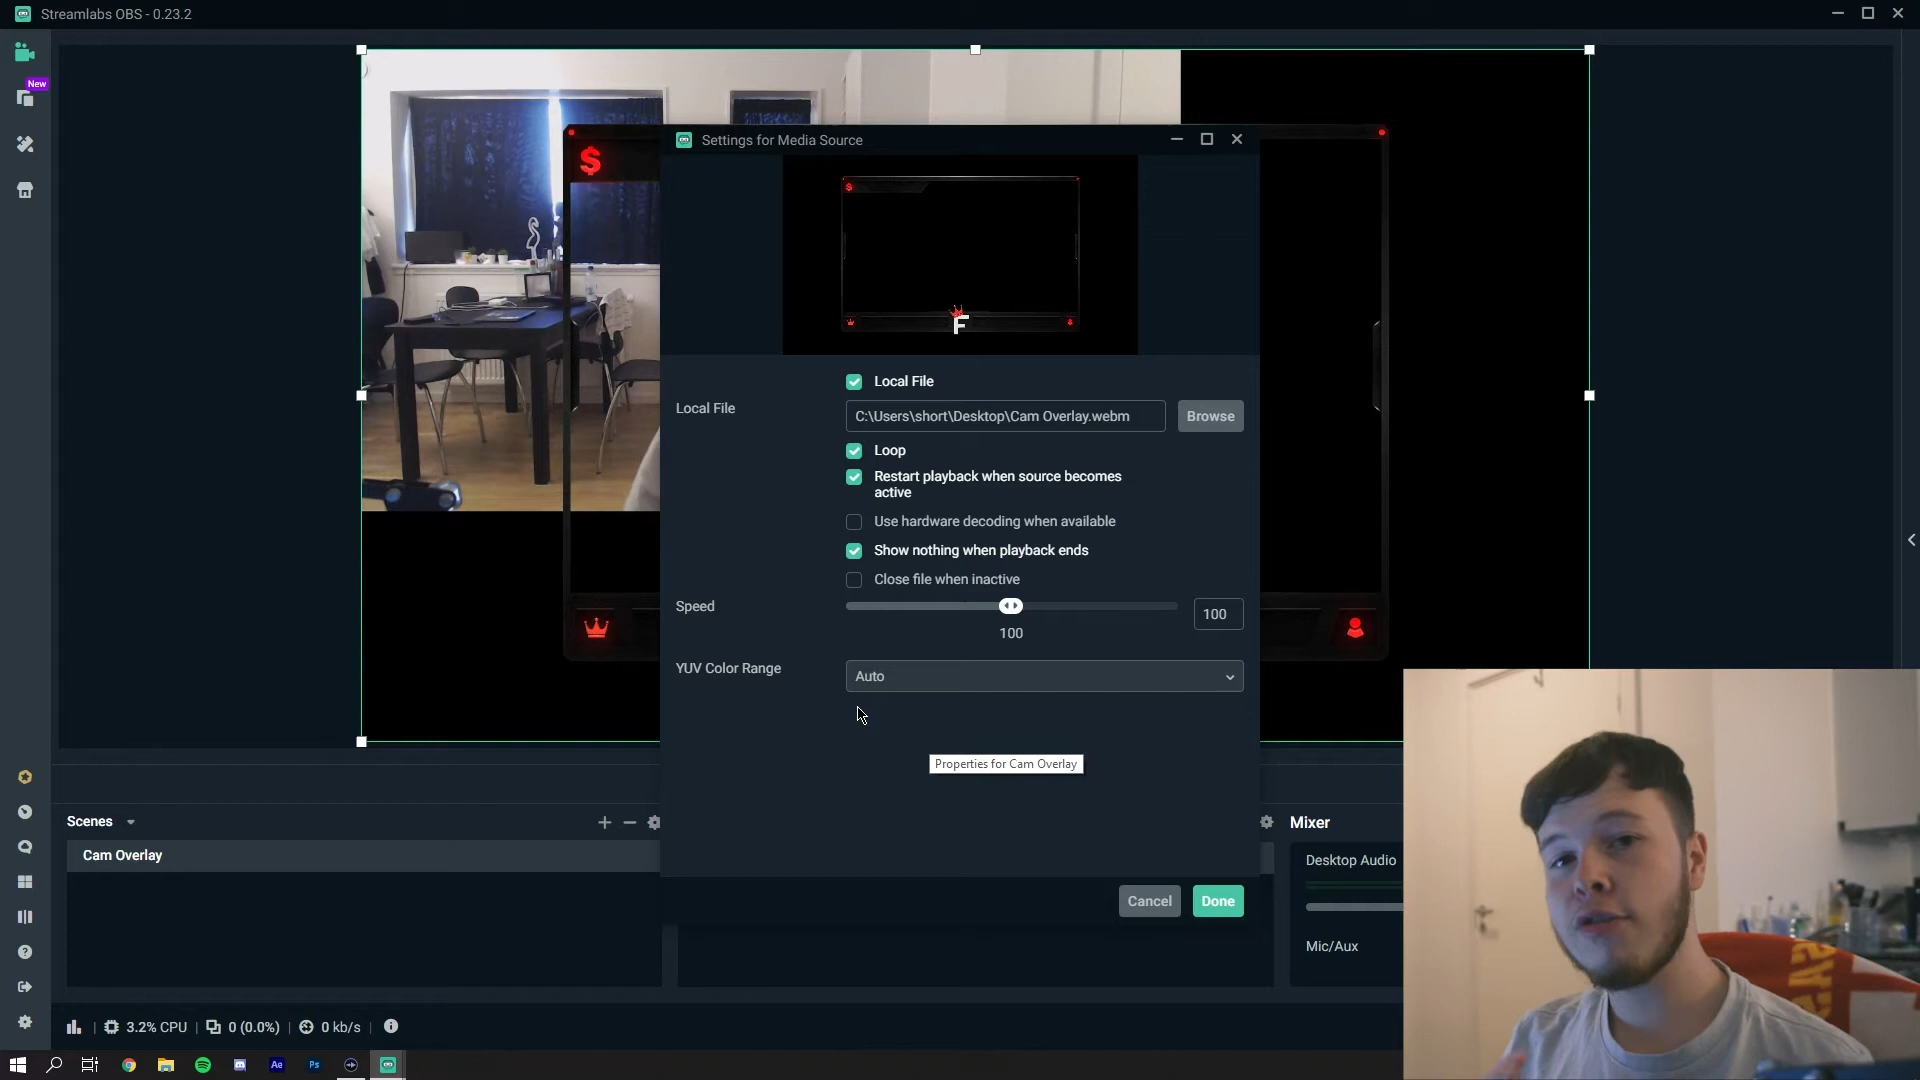 Streamlabs OBS - 0.23.2
New
Settings for Media Source
$
$
F
Local File
Local File
C:\Users\short\Desktop\Cam Overlay.webm
Browse
Loop
Restart playback when source becomes
active
Use hardware decoding when available
Show nothing when playback ends
Close file when inactive
Speed
100
100
YUV Color Range
Auto
Properties for Cam Overlay
Cancel
Done
Scenes
Cam Overlay
Mixer
Desktop Audio
Mic/Aux
3.2% CPU
0 (0.0%)
0 kb/s
Ae
Ps